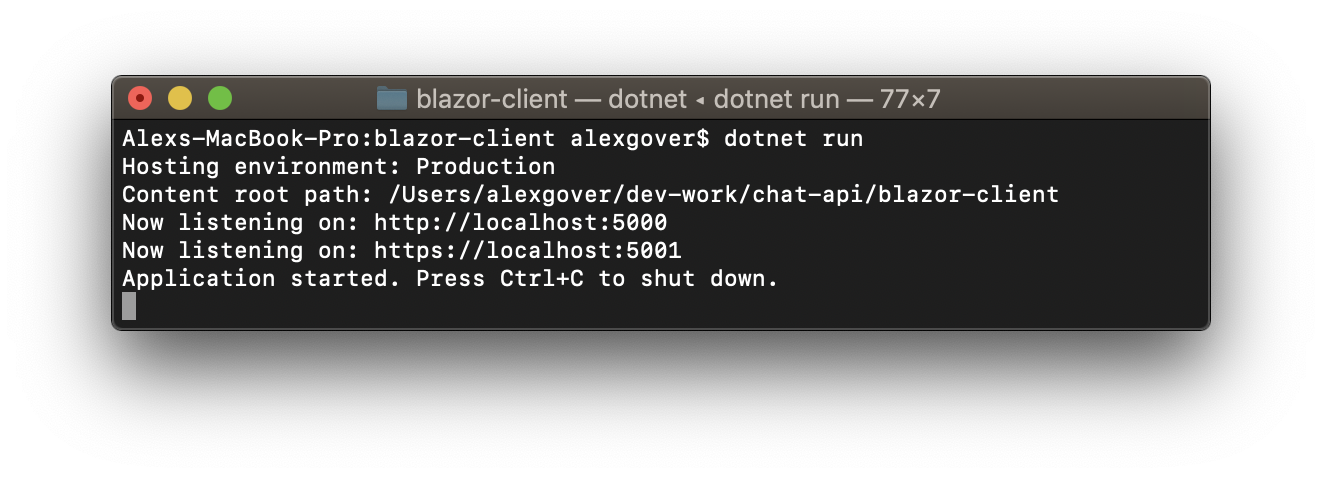 blazor-client — dotnet ◂ dotnet run — 77×7
Alexs-MacBook-Pro:blazor-client alexgover$ dotnet run
Hosting environment: Production
Content root path: /Users/alexgover/dev-work/chat-api/blazor-client
Now listening on: http://localhost:5000
Now listening on: https://localhost:5001
Application started. Press Ctrl+C to shut down.